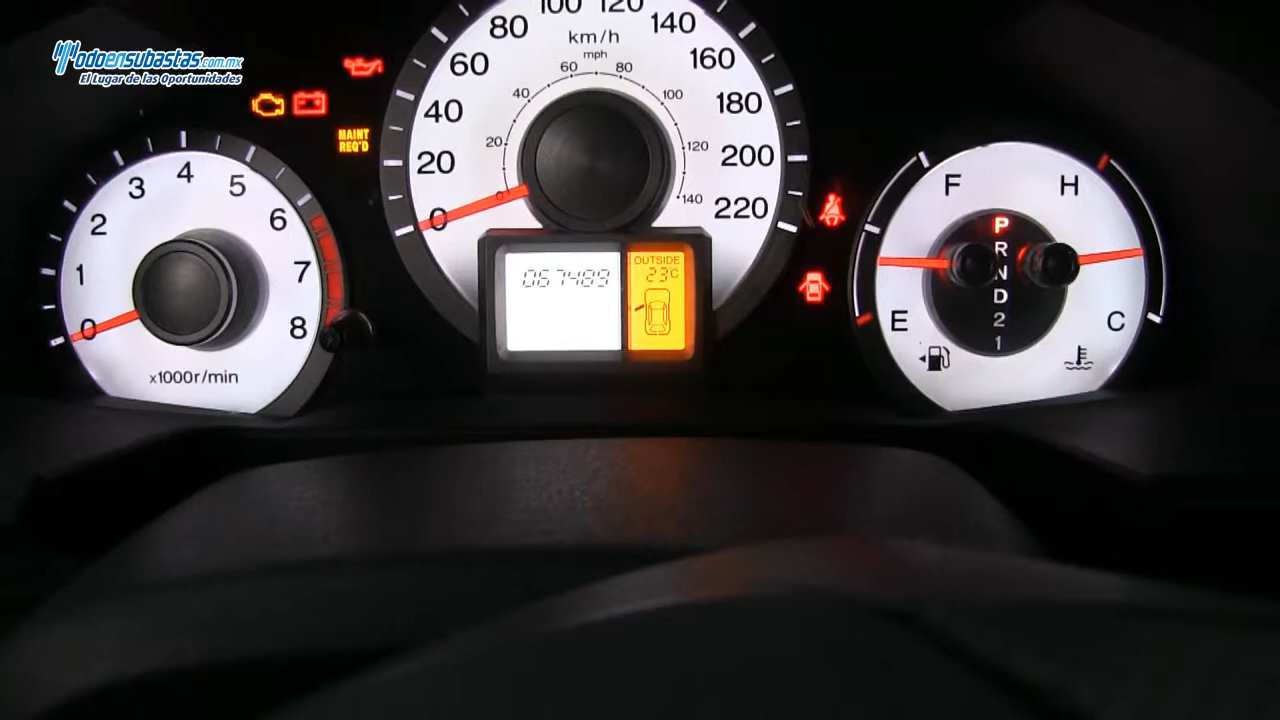 Todoensubastas.com.mx
El Lugar de las Oportunidades
MAINT
REQ'D
0 1 2 3 4 5 6 7 8
x1000r/min
0 20 40 60 80 100 120 140 160 180 200 220
km/h
mph
0 20 40 60 80 100 120 140
067489
OUTSIDE
23C
F E
P
R
N
D
2
1
H C